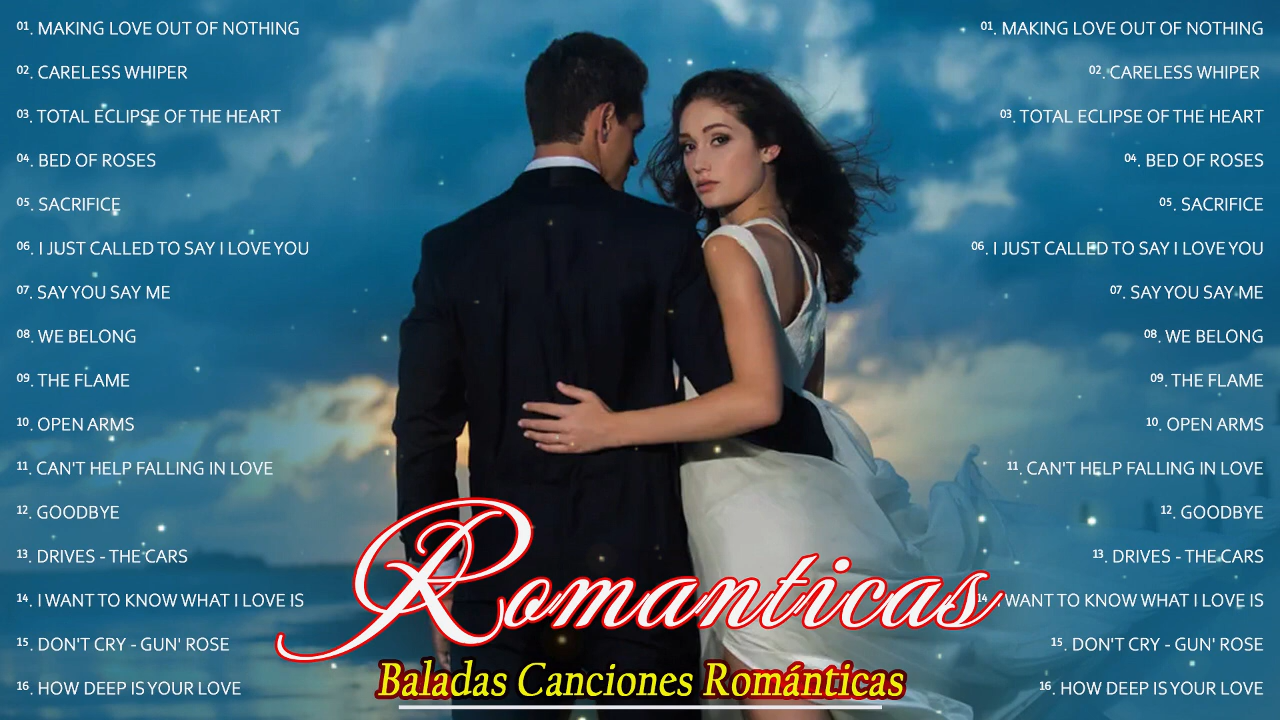 01. MAKING LOVE OUT OF NOTHING
02. CARELESS WHIPER
03. TOTAL ECLIPSE OF THE HEART
04. BED OF ROSES
05. SACRIFICE
06. I JUST CALLED TO SAY I LOVE YOU
07. SAY YOU SAY ME
08. WE BELONG
09. THE FLAME
10. OPEN ARMS
11. CAN'T HELP FALLING IN LOVE
12. GOODBYE
13. DRIVES - THE CARS
14. I WANT TO KNOW WHAT I LOVE IS
15. DON'T CRY - GUN' ROSE
16. HOW DEEP IS YOUR LOVE
01. MAKING LOVE OUT OF NOTHING
02. CARELESS WHIPER
03. TOTAL ECLIPSE OF THE HEART
04. BED OF ROSES
05. SACRIFICE
06. I JUST CALLED TO SAY I LOVE YOU
07. SAY YOU SAY ME
08. WE BELONG
09. THE FLAME
10. OPEN ARMS
11. CAN'T HELP FALLING IN LOVE
12. GOODBYE
13. DRIVES - THE CARS
14. I WANT TO KNOW WHAT I LOVE IS
15. DON'T CRY - GUN' ROSE
16. HOW DEEP IS YOUR LOVE
Romanticas
Baladas Canciones Románticas